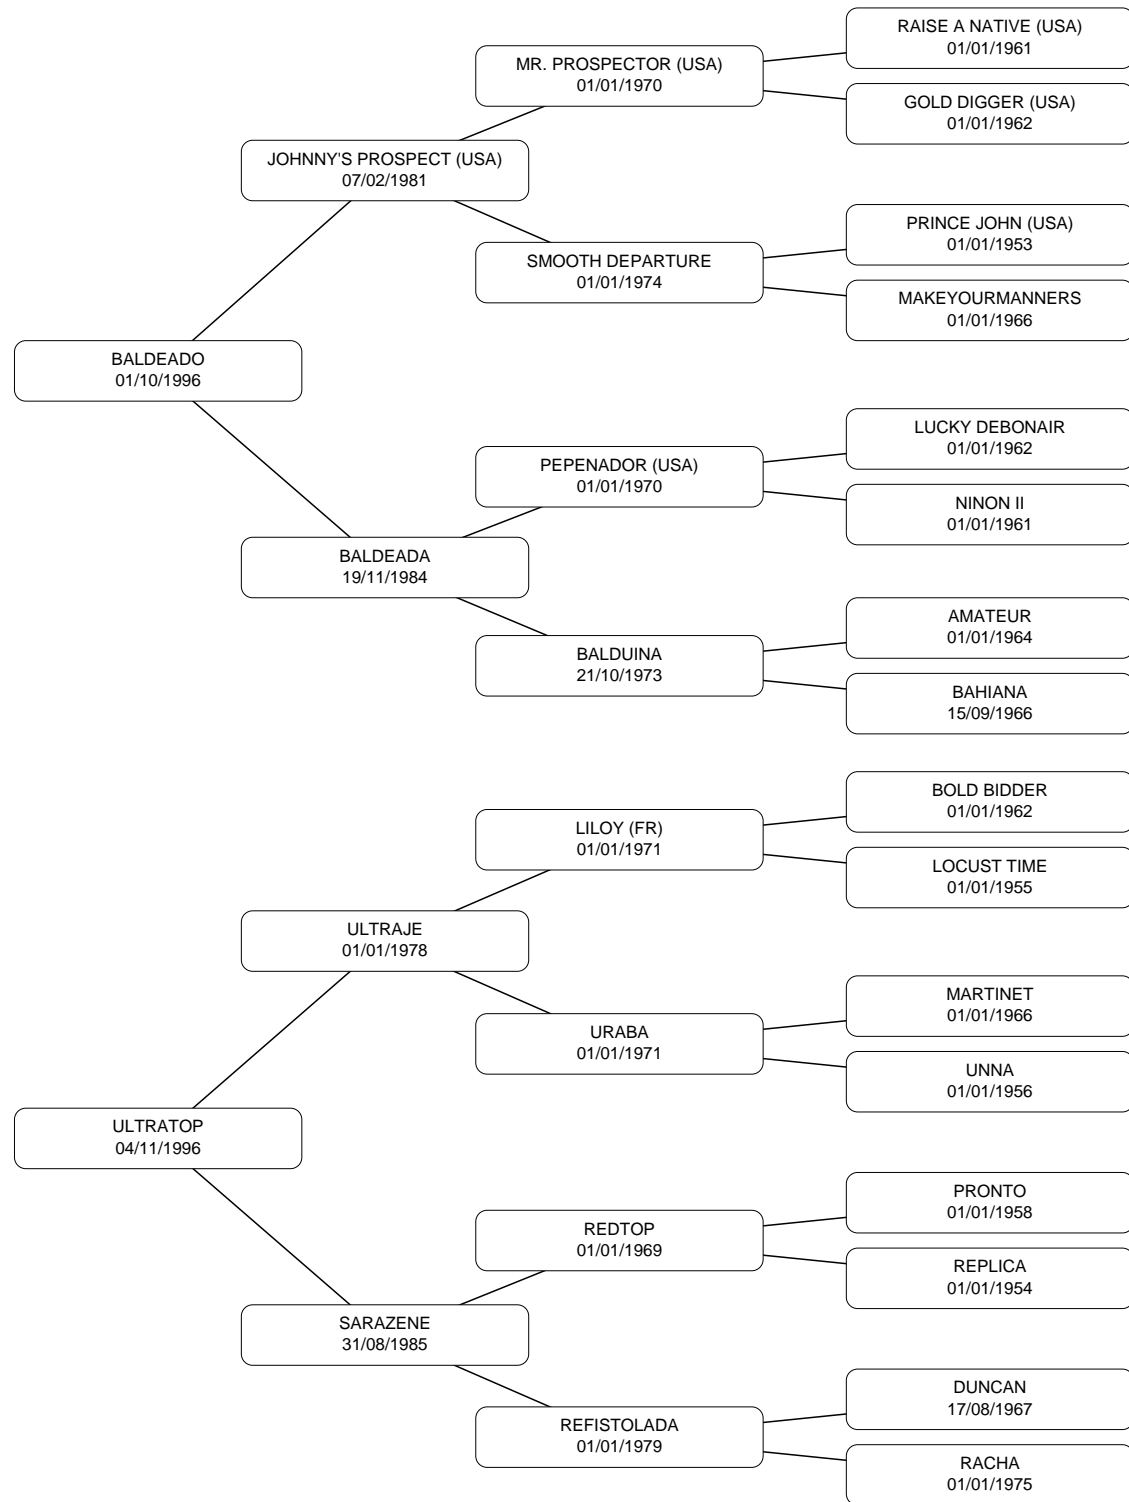 RAISE A NATIVE (USA)
01/01/1961
MR. PROSPECTOR (USA)
01/01/1970
GOLD DIGGER (USA)
01/01/1962
JOHNNY'S PROSPECT (USA)
07/02/1981
PRINCE JOHN (USA)
01/01/1953
SMOOTH DEPARTURE
01/01/1974
MAKEYOURMANNERS
01/01/1966
BALDEADO
01/10/1996
LUCKY DEBONAIR
01/01/1962
PEPENADOR (USA)
01/01/1970
NINON II
01/01/1961
BALDEADA
19/11/1984
AMATEUR
01/01/1964
BALDUINA
21/10/1973
BAHIANA
15/09/1966
BOLD BIDDER
01/01/1962
LILOY (FR)
01/01/1971
LOCUST TIME
01/01/1955
ULTRAJE
01/01/1978
MARTINET
01/01/1966
URABA
01/01/1971
UNNA
01/01/1956
ULTRATOP
04/11/1996
PRONTO
01/01/1958
REDTOP
01/01/1969
REPLICA
01/01/1954
SARAZENE
31/08/1985
DUNCAN
17/08/1967
REFISTOLADA
01/01/1979
RACHA
01/01/1975